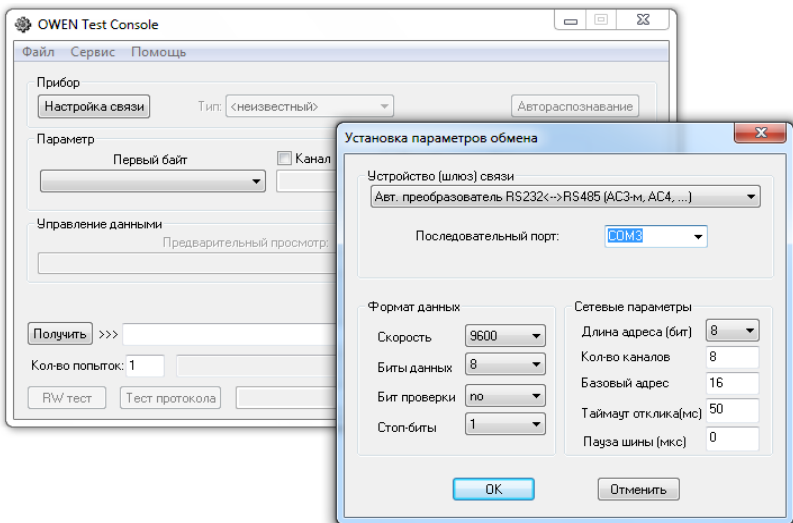 OWEN Test Console
Файл Сервис Помощь
Прибор
Настройка связи Тип: <неизвестный> Автораспознавание
Параметр
Первый байт Канал
Управление данными
Предварительный просмотр:
Получить >>>
Кол-во попыток: 1
RW тест Тест протокола
Установка параметров обмена
Устройство (шлюз) связи
Авт. преобразователь RS232<-->RS485 (АС3-м, АС4, ...)
Последовательный порт: COM3
Формат данных
Скорость 9600
Биты данных 8
Бит проверки no
Стоп-биты 1
Сетевые параметры
Длина адреса (бит) 8
Кол-во каналов 8
Базовый адрес 16
Таймаут отклика(мс) 50
Пауза шины (мкс) 0
OK Отменить